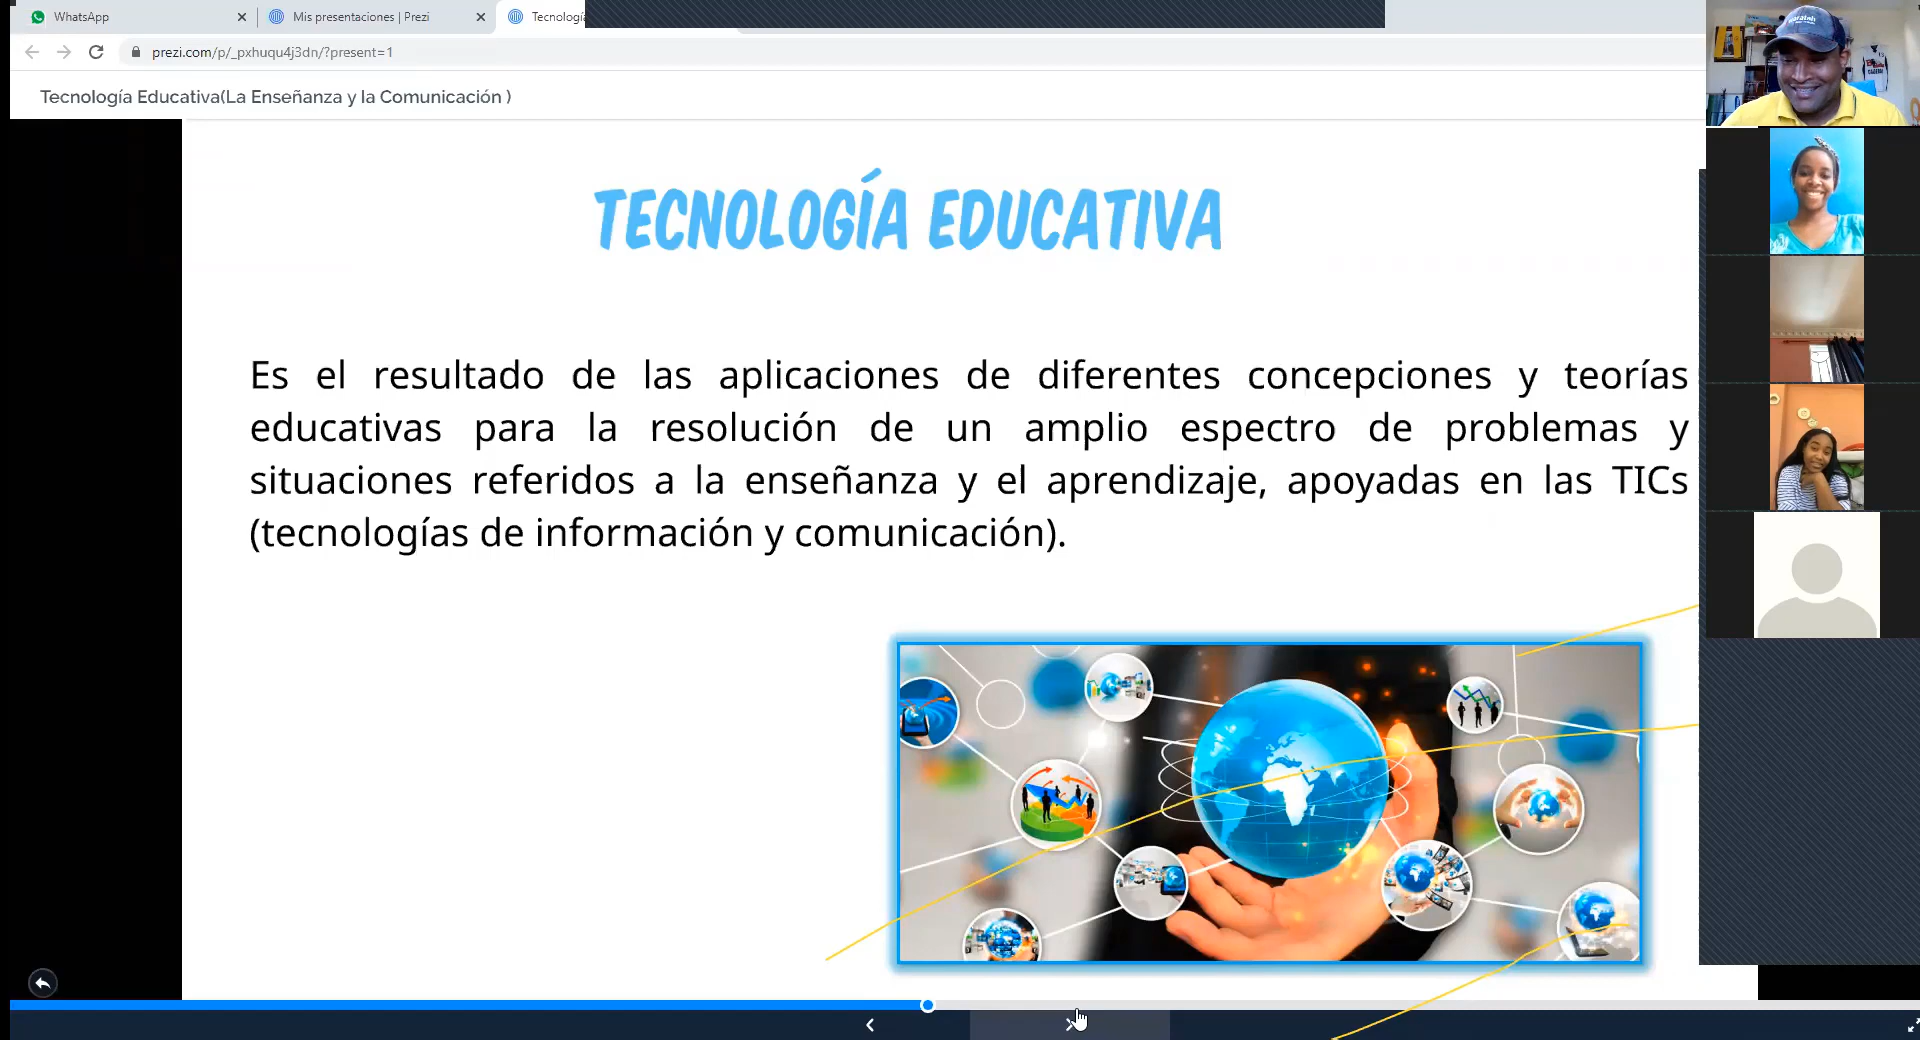 WhatsApp
Mis presentaciones | Prezi
Tecnología
prezi.com/p/_pxhuqu4j3dn/?present=1
Tecnología Educativa(La Enseñanza y la Comunicación )
TECNOLOGÍA EDUCATIVA
Es el resultado de las aplicaciones de diferentes concepciones y teorías
educativas para la resolución de un amplio espectro de problemas y
situaciones referidos a la enseñanza y el aprendizaje, apoyadas en las TICs
(tecnologías de información y comunicación).